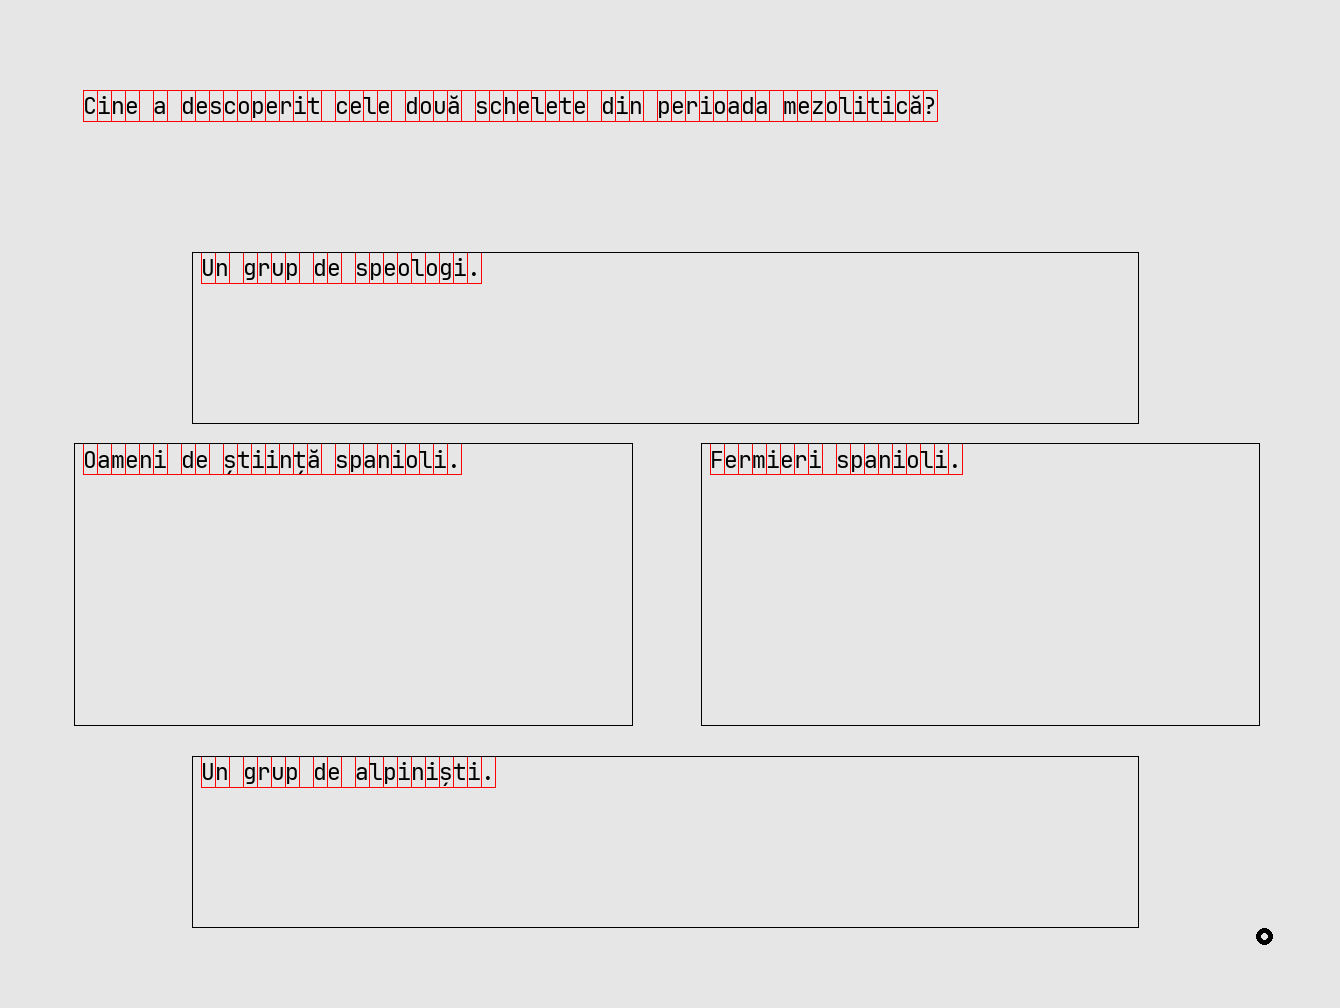 Cine a descoperit cele două schelete din perioada mezolitică?
Un grup de speologi.
Oameni de știință spanioli.
Fermieri spanioli.
Un grup de alpiniști.